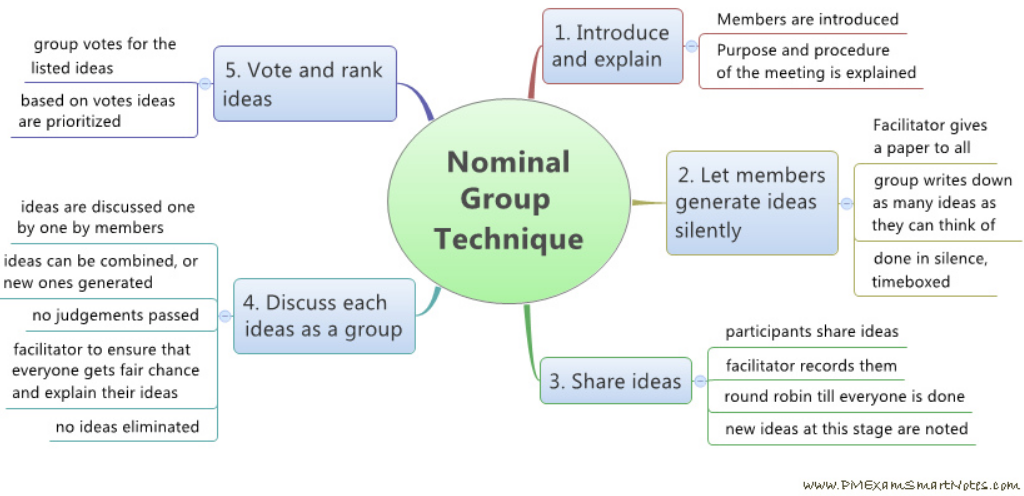 Nominal
Group
Technique
1. Introduce
and explain
Members are introduced
Purpose and procedure
of the meeting is explained
2. Let members
generate ideas
silently
Facilitator gives
a paper to all
group writes down
as many ideas as
they can think of
done in silence,
timeboxed
3. Share ideas
participants share ideas
facilitator records them
round robin till everyone is done
new ideas at this stage are noted
4. Discuss each
ideas as a group
ideas are discussed one
by one by members
ideas can be combined, or
new ones generated
no judgements passed
facilitator to ensure that
everyone gets fair chance
and explain their ideas
no ideas eliminated
5. Vote and rank
ideas
group votes for the
listed ideas
based on votes ideas
are prioritized
www.PMExamSmartNotes.com